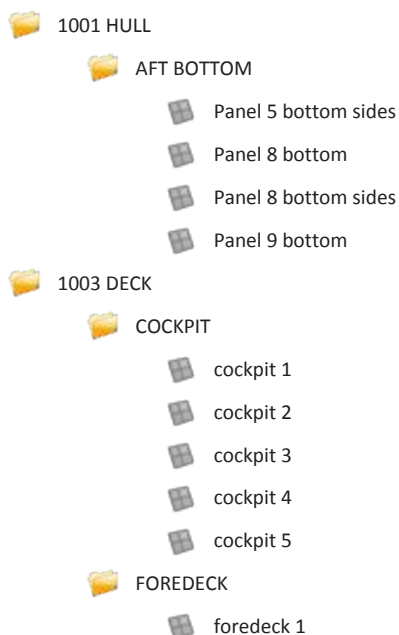 1001 HULL
AFT BOTTOM
Panel 5 bottom sides
Panel 8 bottom
Panel 8 bottom sides
Panel 9 bottom
1003 DECK
COCKPIT
cockpit 1
cockpit 2
cockpit 3
cockpit 4
cockpit 5
FOREDECK
foredeck 1